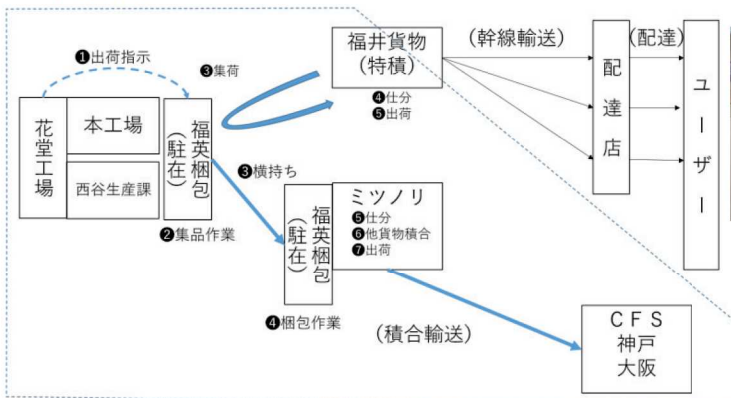 ❶出荷指示
❸集荷
福井貨物
(特積)
❹仕分
❺出荷
(幹線輸送)
(配達)
配達店
ユーザー
花堂工場
本工場
西谷生産課
福英梱包
(駐在)
❷集品作業
❸横持ち
福英梱包
(駐在)
❹梱包作業
ミツノリ
❺仕分
❻他貨物積合
❼出荷
(積合輸送)
ＣＦＳ
神戸
大阪